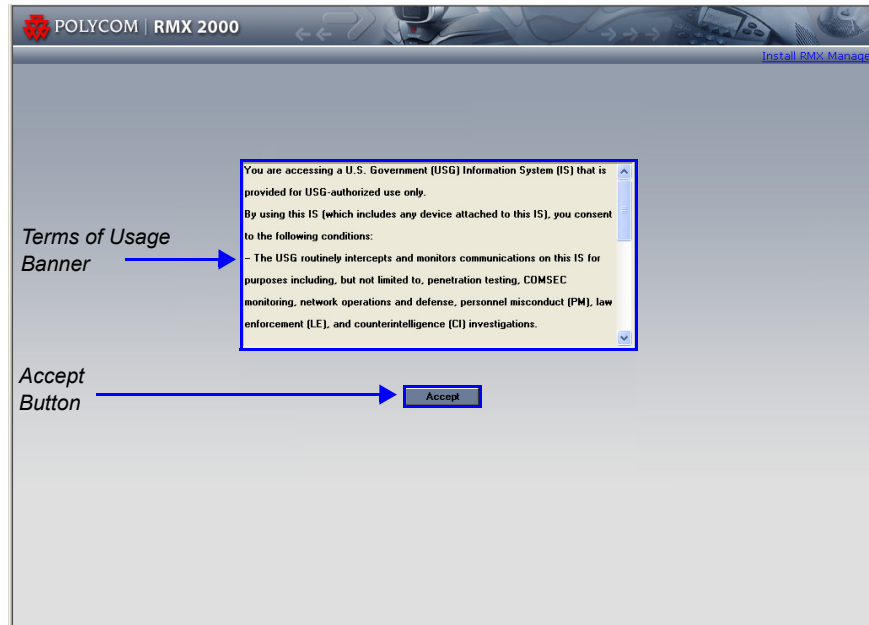 POLYCOM | RMX 2000
Install RMX Manage
You are accessing a U.S. Government (USG) Information System (IS) that is
provided for USG-authorized use only.
By using this IS (which includes any device attached to this IS), you consent
to the following conditions:
– The USG routinely intercepts and monitors communications on this IS for
purposes including, but not limited to, penetration testing, COMSEC
monitoring, network operations and defense, personnel misconduct (PM), law
enforcement (LE), and counterintelligence (CI) investigations.
Terms of Usage
Banner
Accept
Button
Accept